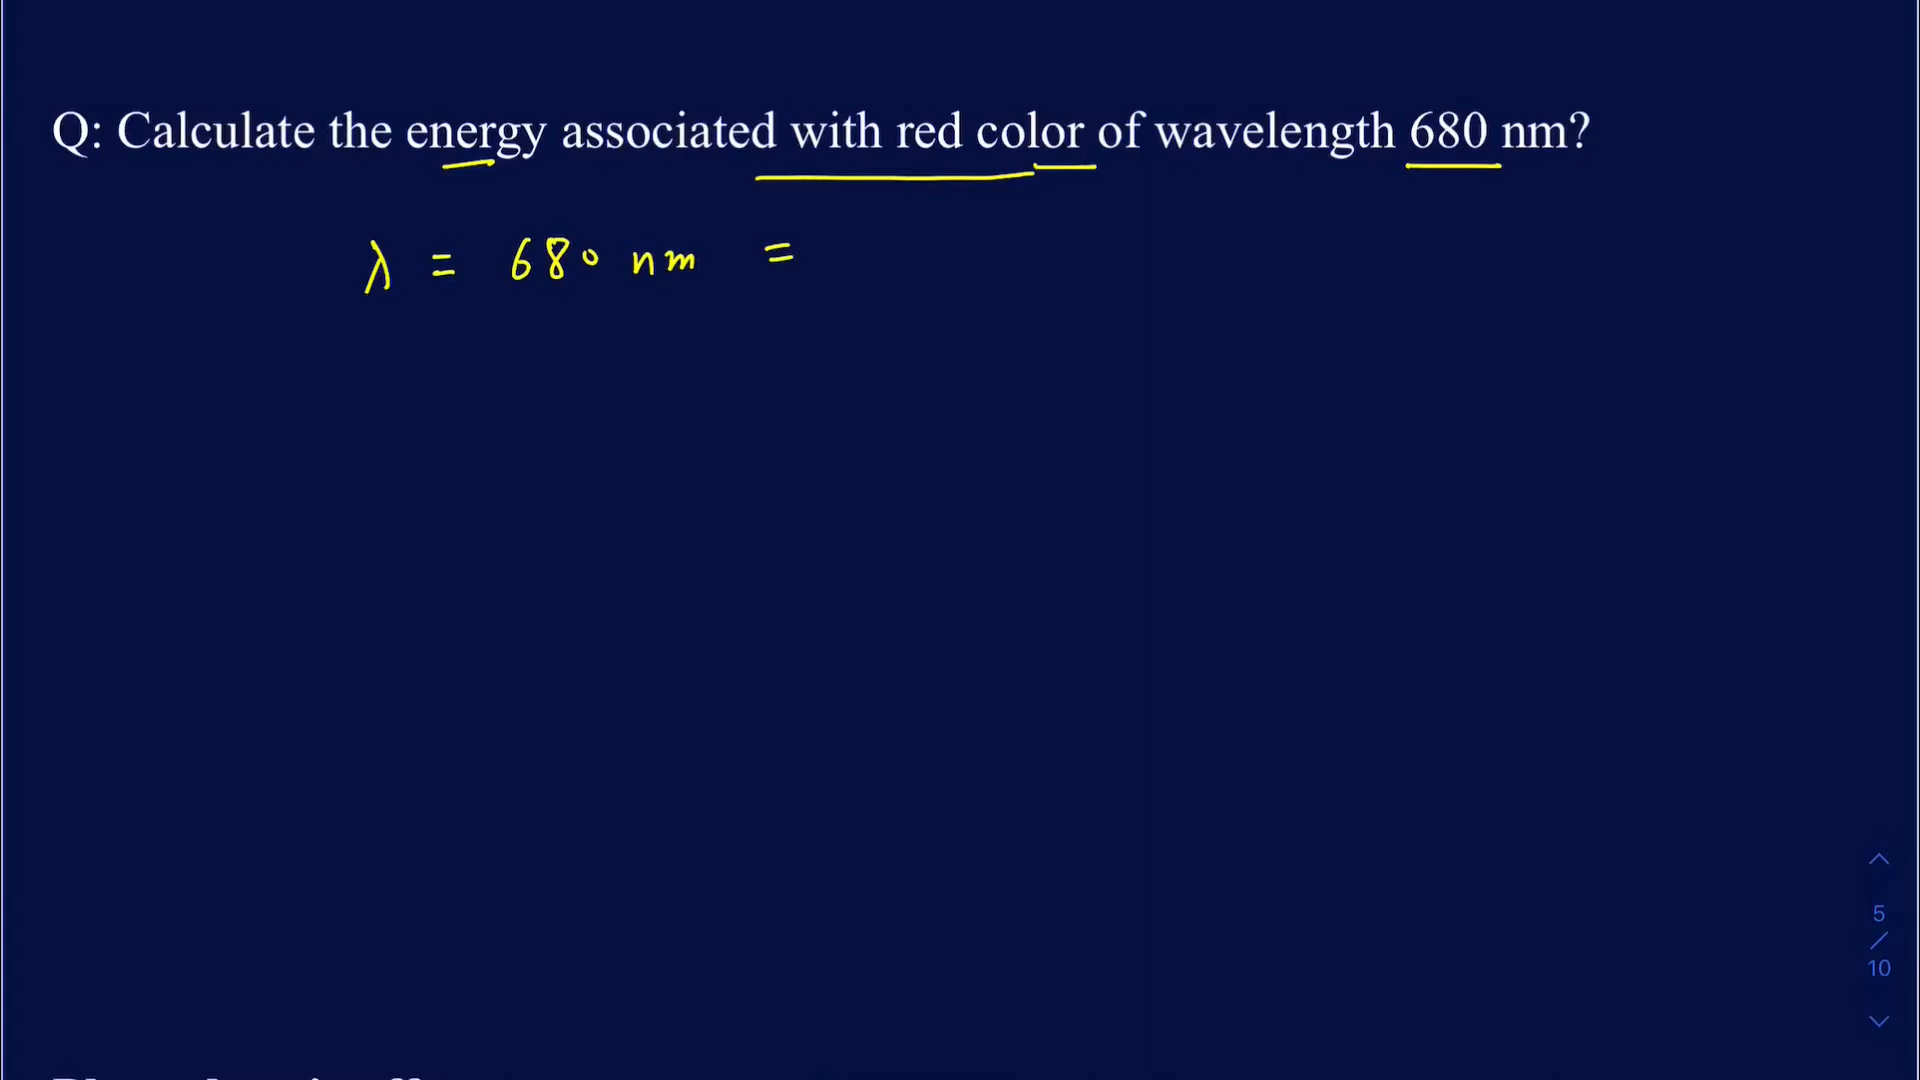 Q: Calculate the energy associated with red color of wavelength 680 nm?
λ = 680 nm =
5
/
10